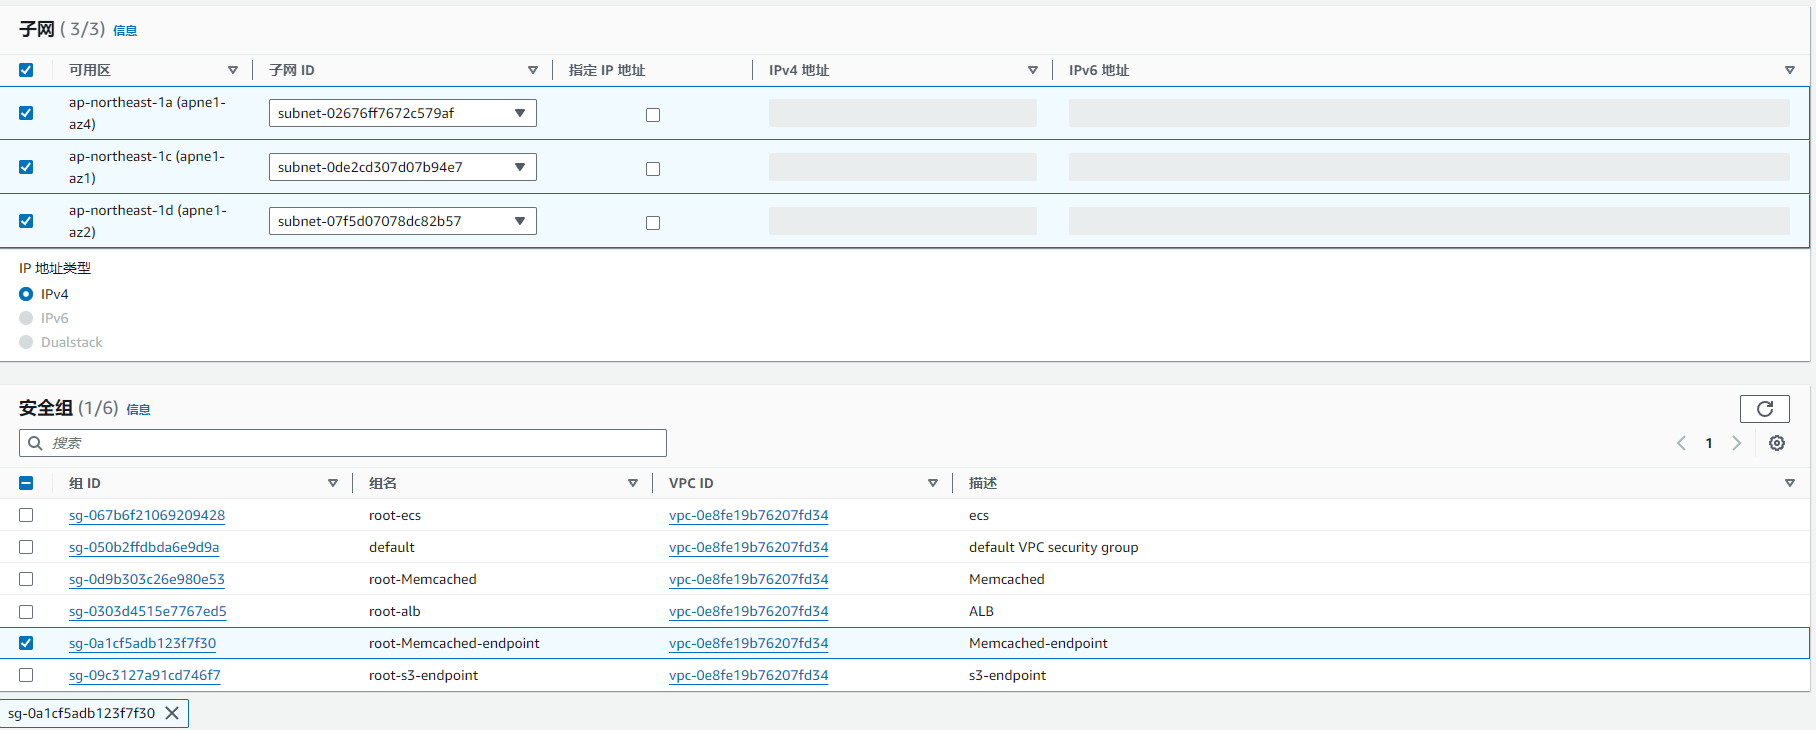 子网 ( 3/3) 信息
可用区 子网 ID 指定 IP 地址 IPv4 地址 IPv6 地址
ap-northeast-1a (apne1-
az4)
subnet-02676ff7672c579af
ap-northeast-1c (apne1-
az1)
subnet-0de2cd307d07b94e7
ap-northeast-1d (apne1-
az2)
subnet-07f5d07078dc82b57
IP 地址类型
IPv4
IPv6
Dualstack
安全组 (1/6) 信息
搜索
1
组 ID 组名 VPC ID 描述
sg-067b6f21069209428 root-ecs vpc-0e8fe19b76207fd34 ecs
sg-050b2ffdbda6e9d9a default vpc-0e8fe19b76207fd34 default VPC security group
sg-0d9b303c26e980e53 root-Memcached vpc-0e8fe19b76207fd34 Memcached
sg-0303d4515e7767ed5 root-alb vpc-0e8fe19b76207fd34 ALB
sg-0a1cf5adb123f7f30 root-Memcached-endpoint vpc-0e8fe19b76207fd34 Memcached-endpoint
sg-09c3127a91cd746f7 root-s3-endpoint vpc-0e8fe19b76207fd34 s3-endpoint
sg-0a1cf5adb123f7f30